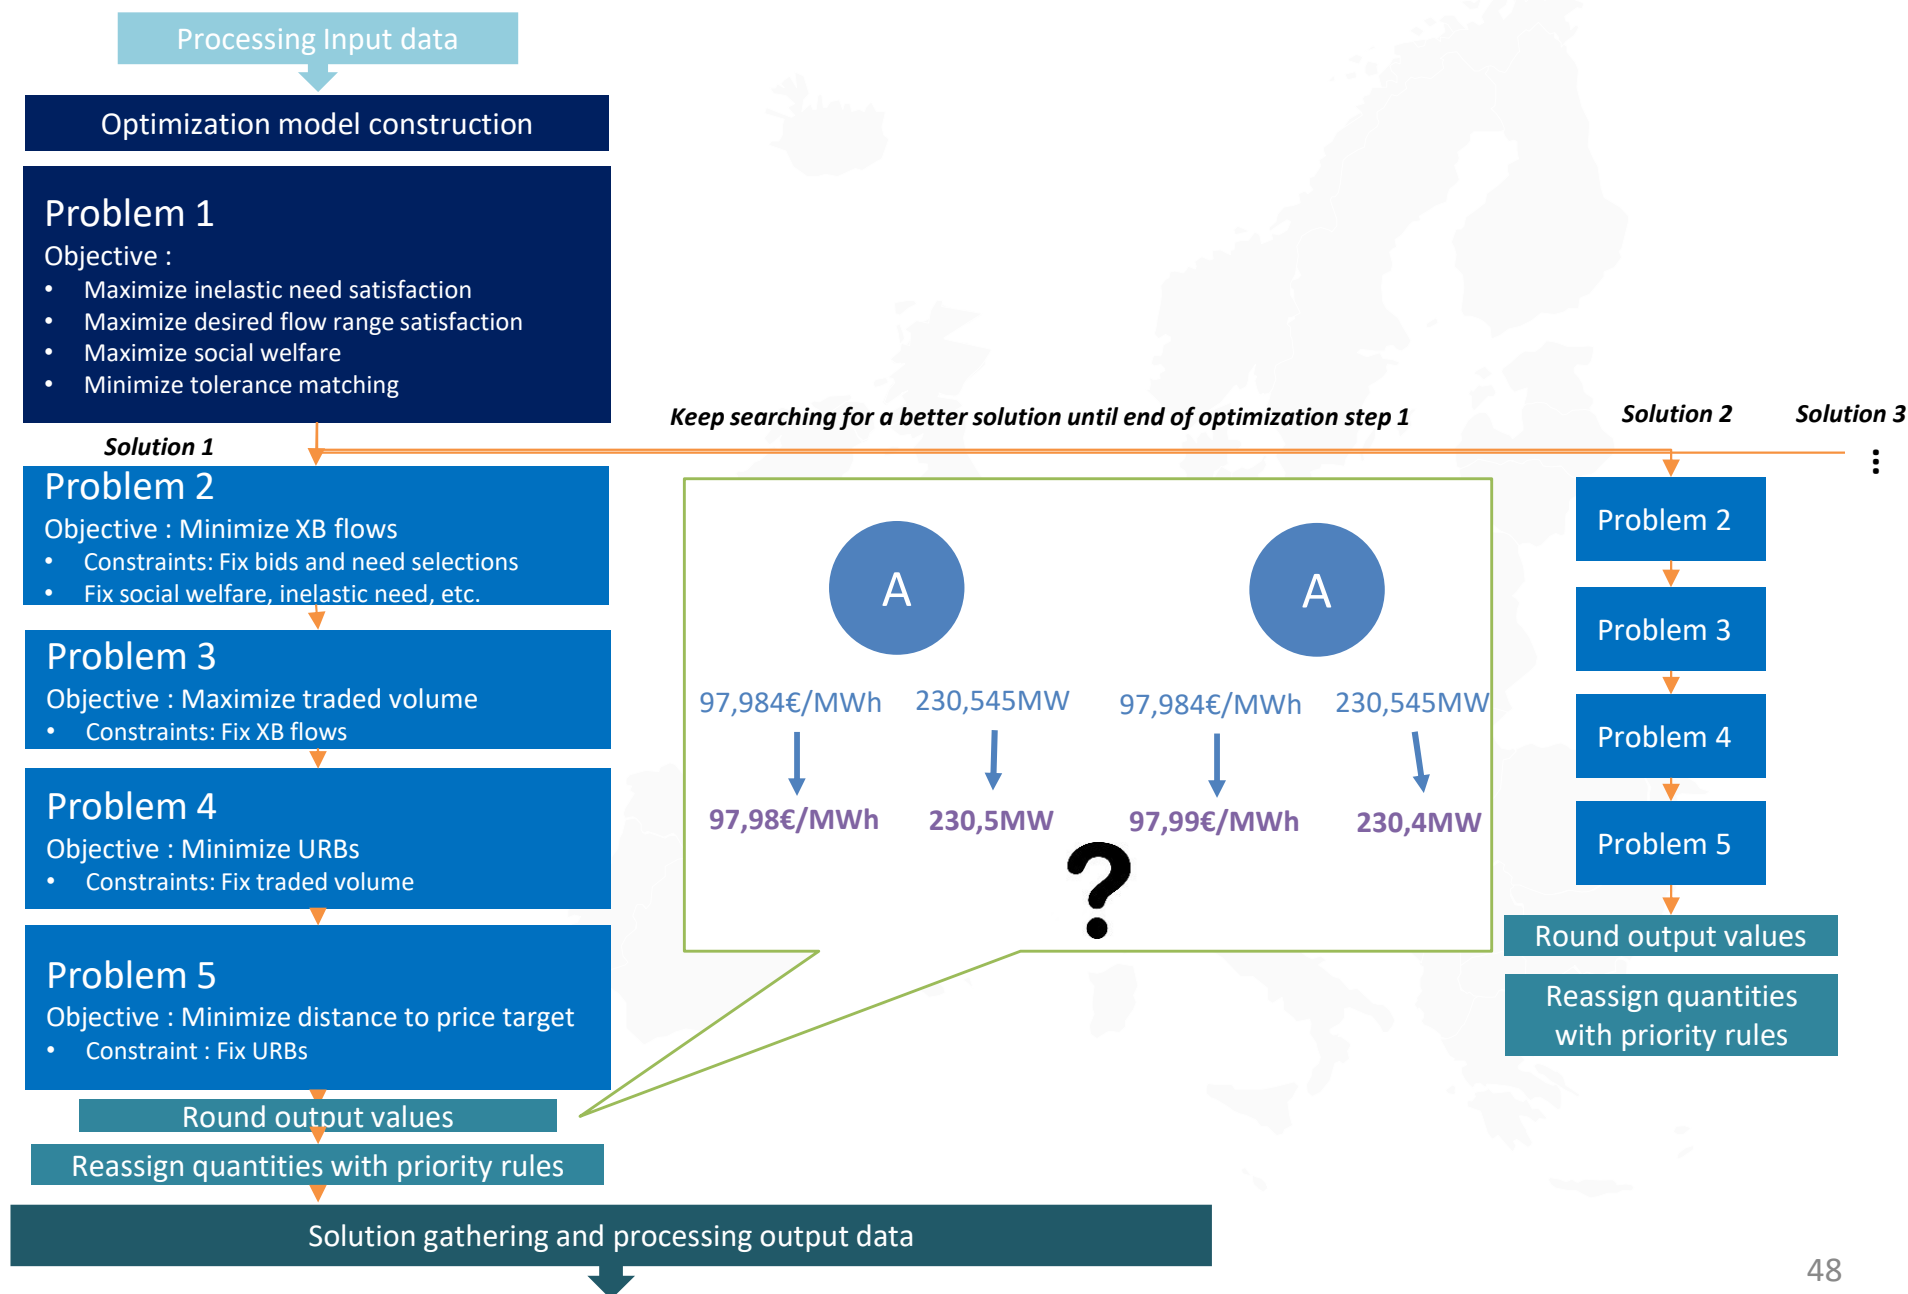 Processing Input data
Optimization model construction
Problem 1
Objective :
• Maximize inelastic need satisfaction
• Maximize desired flow range satisfaction
• Maximize social welfare
• Minimize tolerance matching
Keep searching for a better solution until end of optimization step 1
Solution 2
Solution 3
Solution 1
...
Problem 2
Objective : Minimize XB flows
• Constraints: Fix bids and need selections
• Fix social welfare, inelastic need, etc.
Problem 3
Objective : Maximize traded volume
• Constraints: Fix XB flows
Problem 4
Objective : Minimize URBs
• Constraints: Fix traded volume
Problem 5
Objective : Minimize distance to price target
• Constraint : Fix URBs
Round output values
Reassign quantities with priority rules
Solution gathering and processing output data
A
A
97,984€/MWh
230,545MW
97,984€/MWh
230,545MW
97,98€/MWh
230,5MW
97,99€/MWh
230,4MW
?
Problem 2
Problem 3
Problem 4
Problem 5
Round output values
Reassign quantities
with priority rules
48